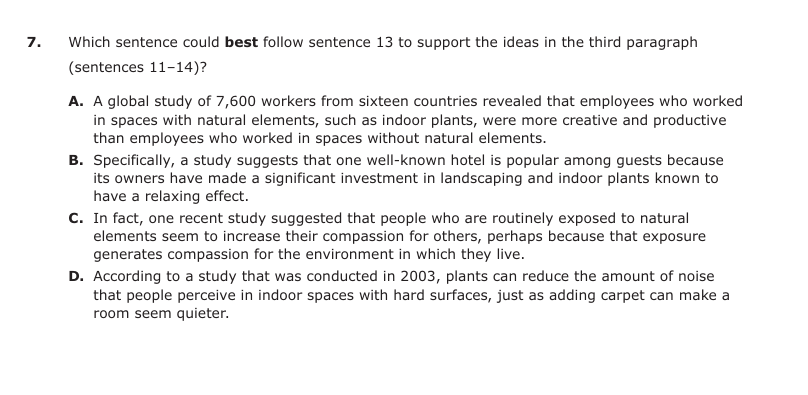 7. Which sentence could best follow sentence 13 to support the ideas in the third paragraph
(sentences 11–14)?
A. A global study of 7,600 workers from sixteen countries revealed that employees who worked
in spaces with natural elements, such as indoor plants, were more creative and productive
than employees who worked in spaces without natural elements.
B. Specifically, a study suggests that one well-known hotel is popular among guests because
its owners have made a significant investment in landscaping and indoor plants known to
have a relaxing effect.
C. In fact, one recent study suggested that people who are routinely exposed to natural
elements seem to increase their compassion for others, perhaps because that exposure
generates compassion for the environment in which they live.
D. According to a study that was conducted in 2003, plants can reduce the amount of noise
that people perceive in indoor spaces with hard surfaces, just as adding carpet can make a
room seem quieter.